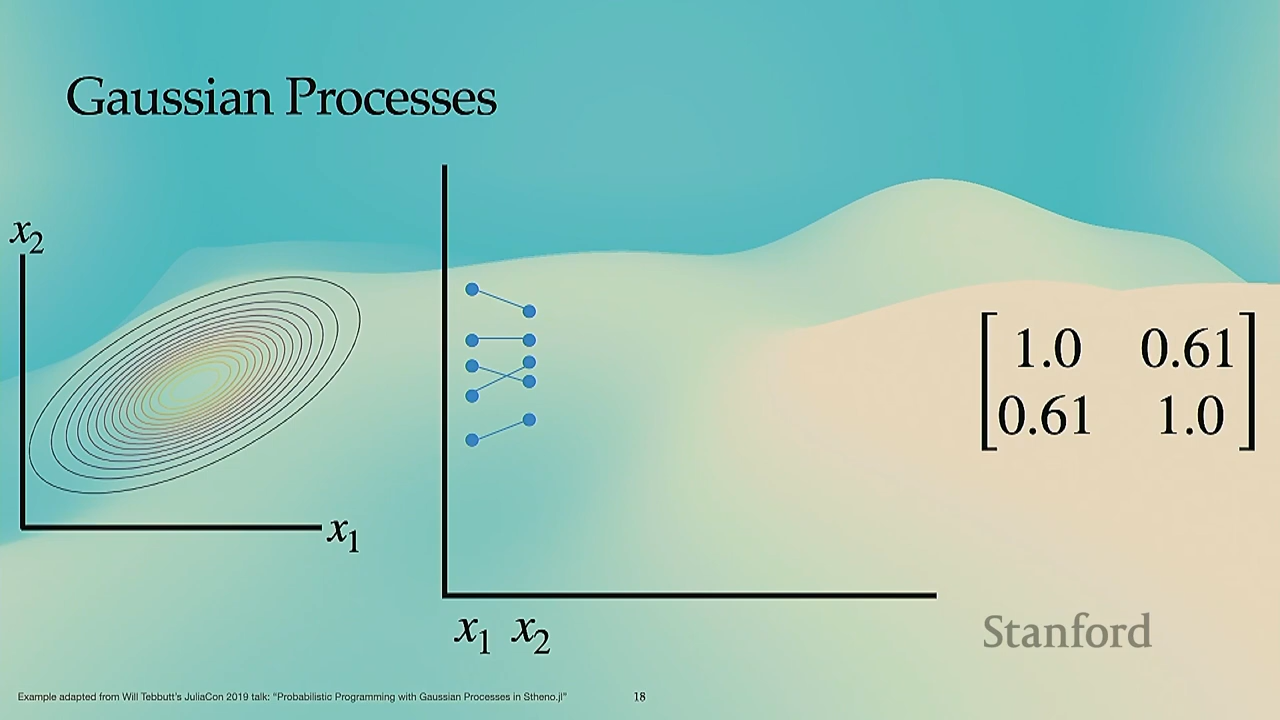 Gaussian Processes
x₂
x₁
x₁ x₂
1.0 0.61
0.61 1.0
Stanford
Example adapted from Will Tebbutt's JuliaCon 2019 talk: "Probabilistic Programming with Gaussian Processes in Stheno.jl"
18